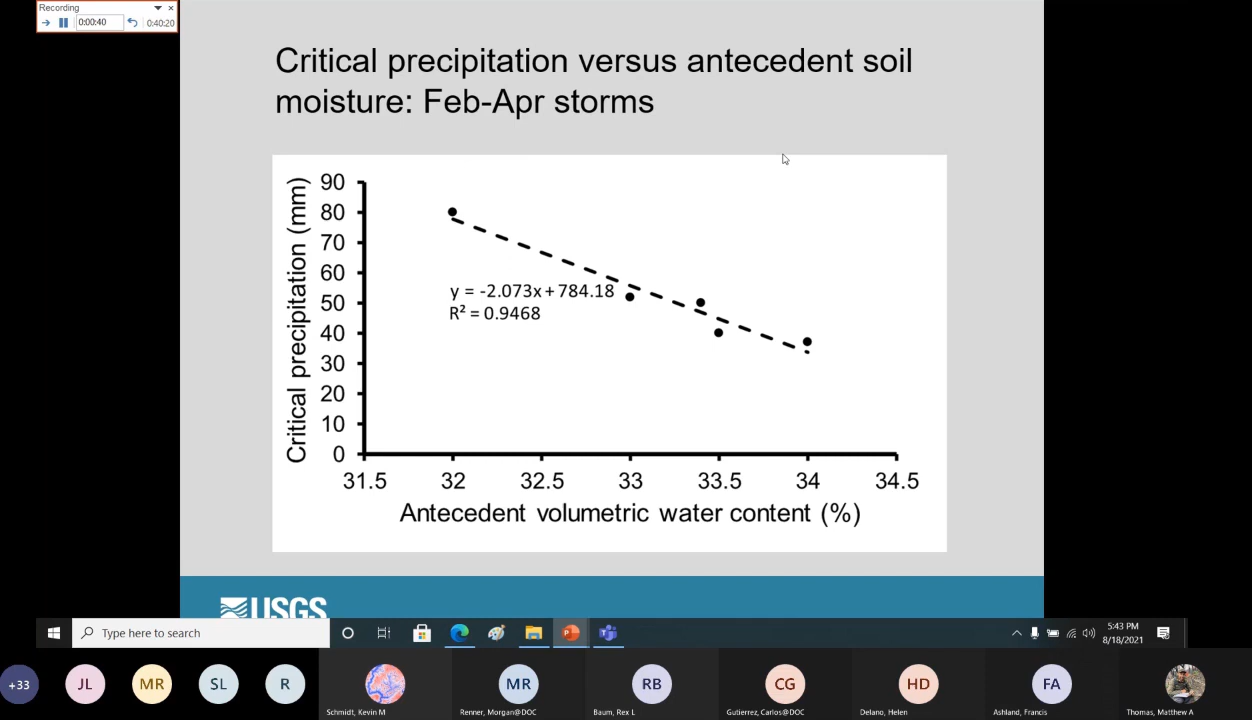 Recording
0:00:40
0:40:20
Critical precipitation versus antecedent soil
moisture: Feb-Apr storms
Critical precipitation (mm)
90
80
70
60
50
40
30
20
10
0
y = -2.073x + 784.18
R² = 0.9468
31.5 32 32.5 33 33.5 34 34.5
Antecedent volumetric water content (%)
USGS
Type here to search
5:43 PM
8/18/2021
+33 JL MR SL R MR RB CG HD FA
Schmidt, Kevin M Renner, Morgan@DOC Baum, Rex L Gutierrez, Carlos@DOC Delano, Helen Ashland, Francis Thomas, Matthew A